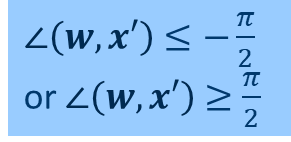 ∠(w, x′) ≤ −π/2
or ∠(w, x′) ≥ π/2